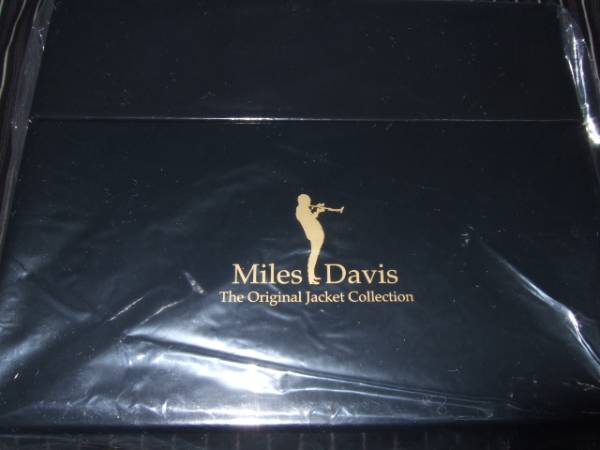 Miles Davis
The Original Jacket Collection